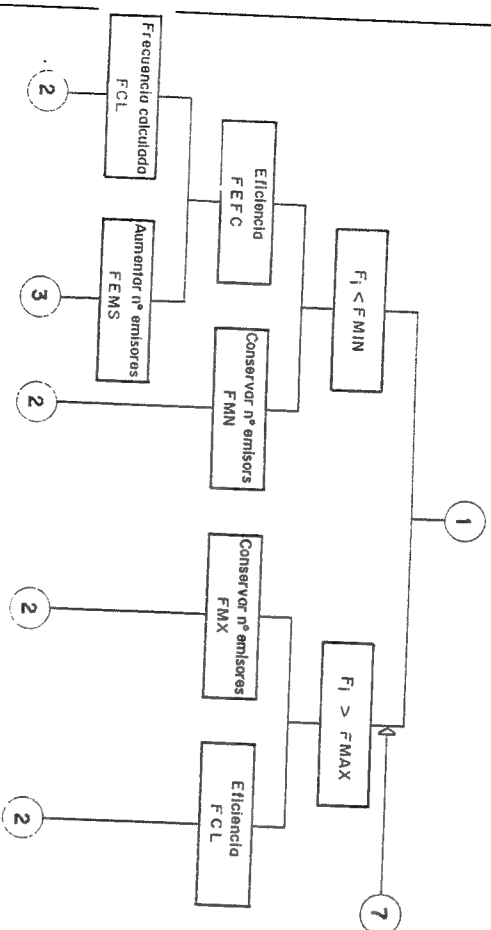 1
7
Fi < FMIN
Fi > FMAX
Eficiencia
FEFC
Conservar nº emisors
FMN
Conservar nº emisores
FMX
Eficiencia
FCL
Frecuencia calculada
FCL
Aumentar nº emisores
FEMS
2
3
2
2
2